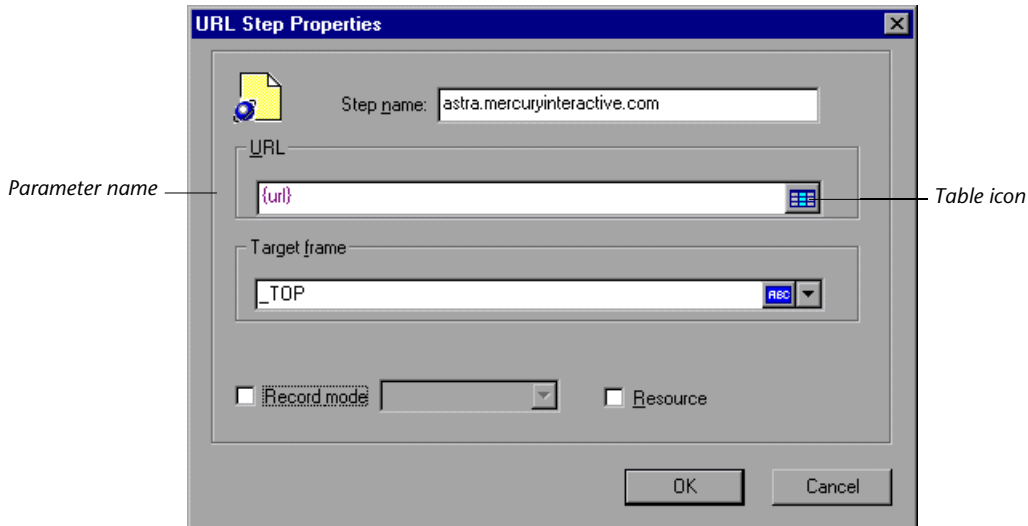 URL Step Properties
Step name: astra.mercuryinteractive.com
URL
Parameter name
{url}
Table icon
Target frame
_TOP
ABC
Record mode
Resource
OK
Cancel